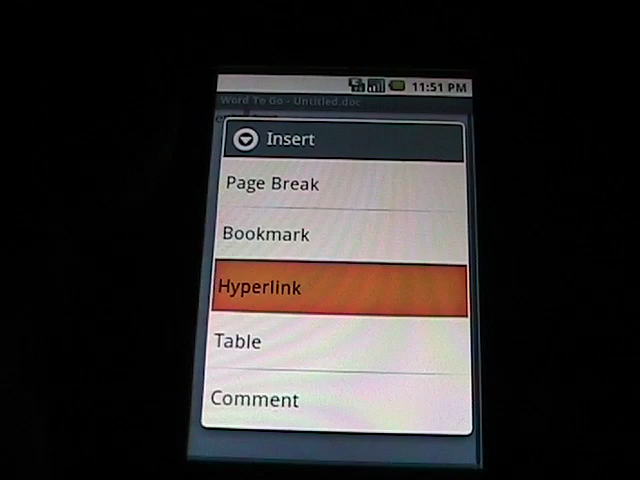 11:51 PM
Word To Go - Untitled.doc
Insert
Page Break
Bookmark
Hyperlink
Table
Comment